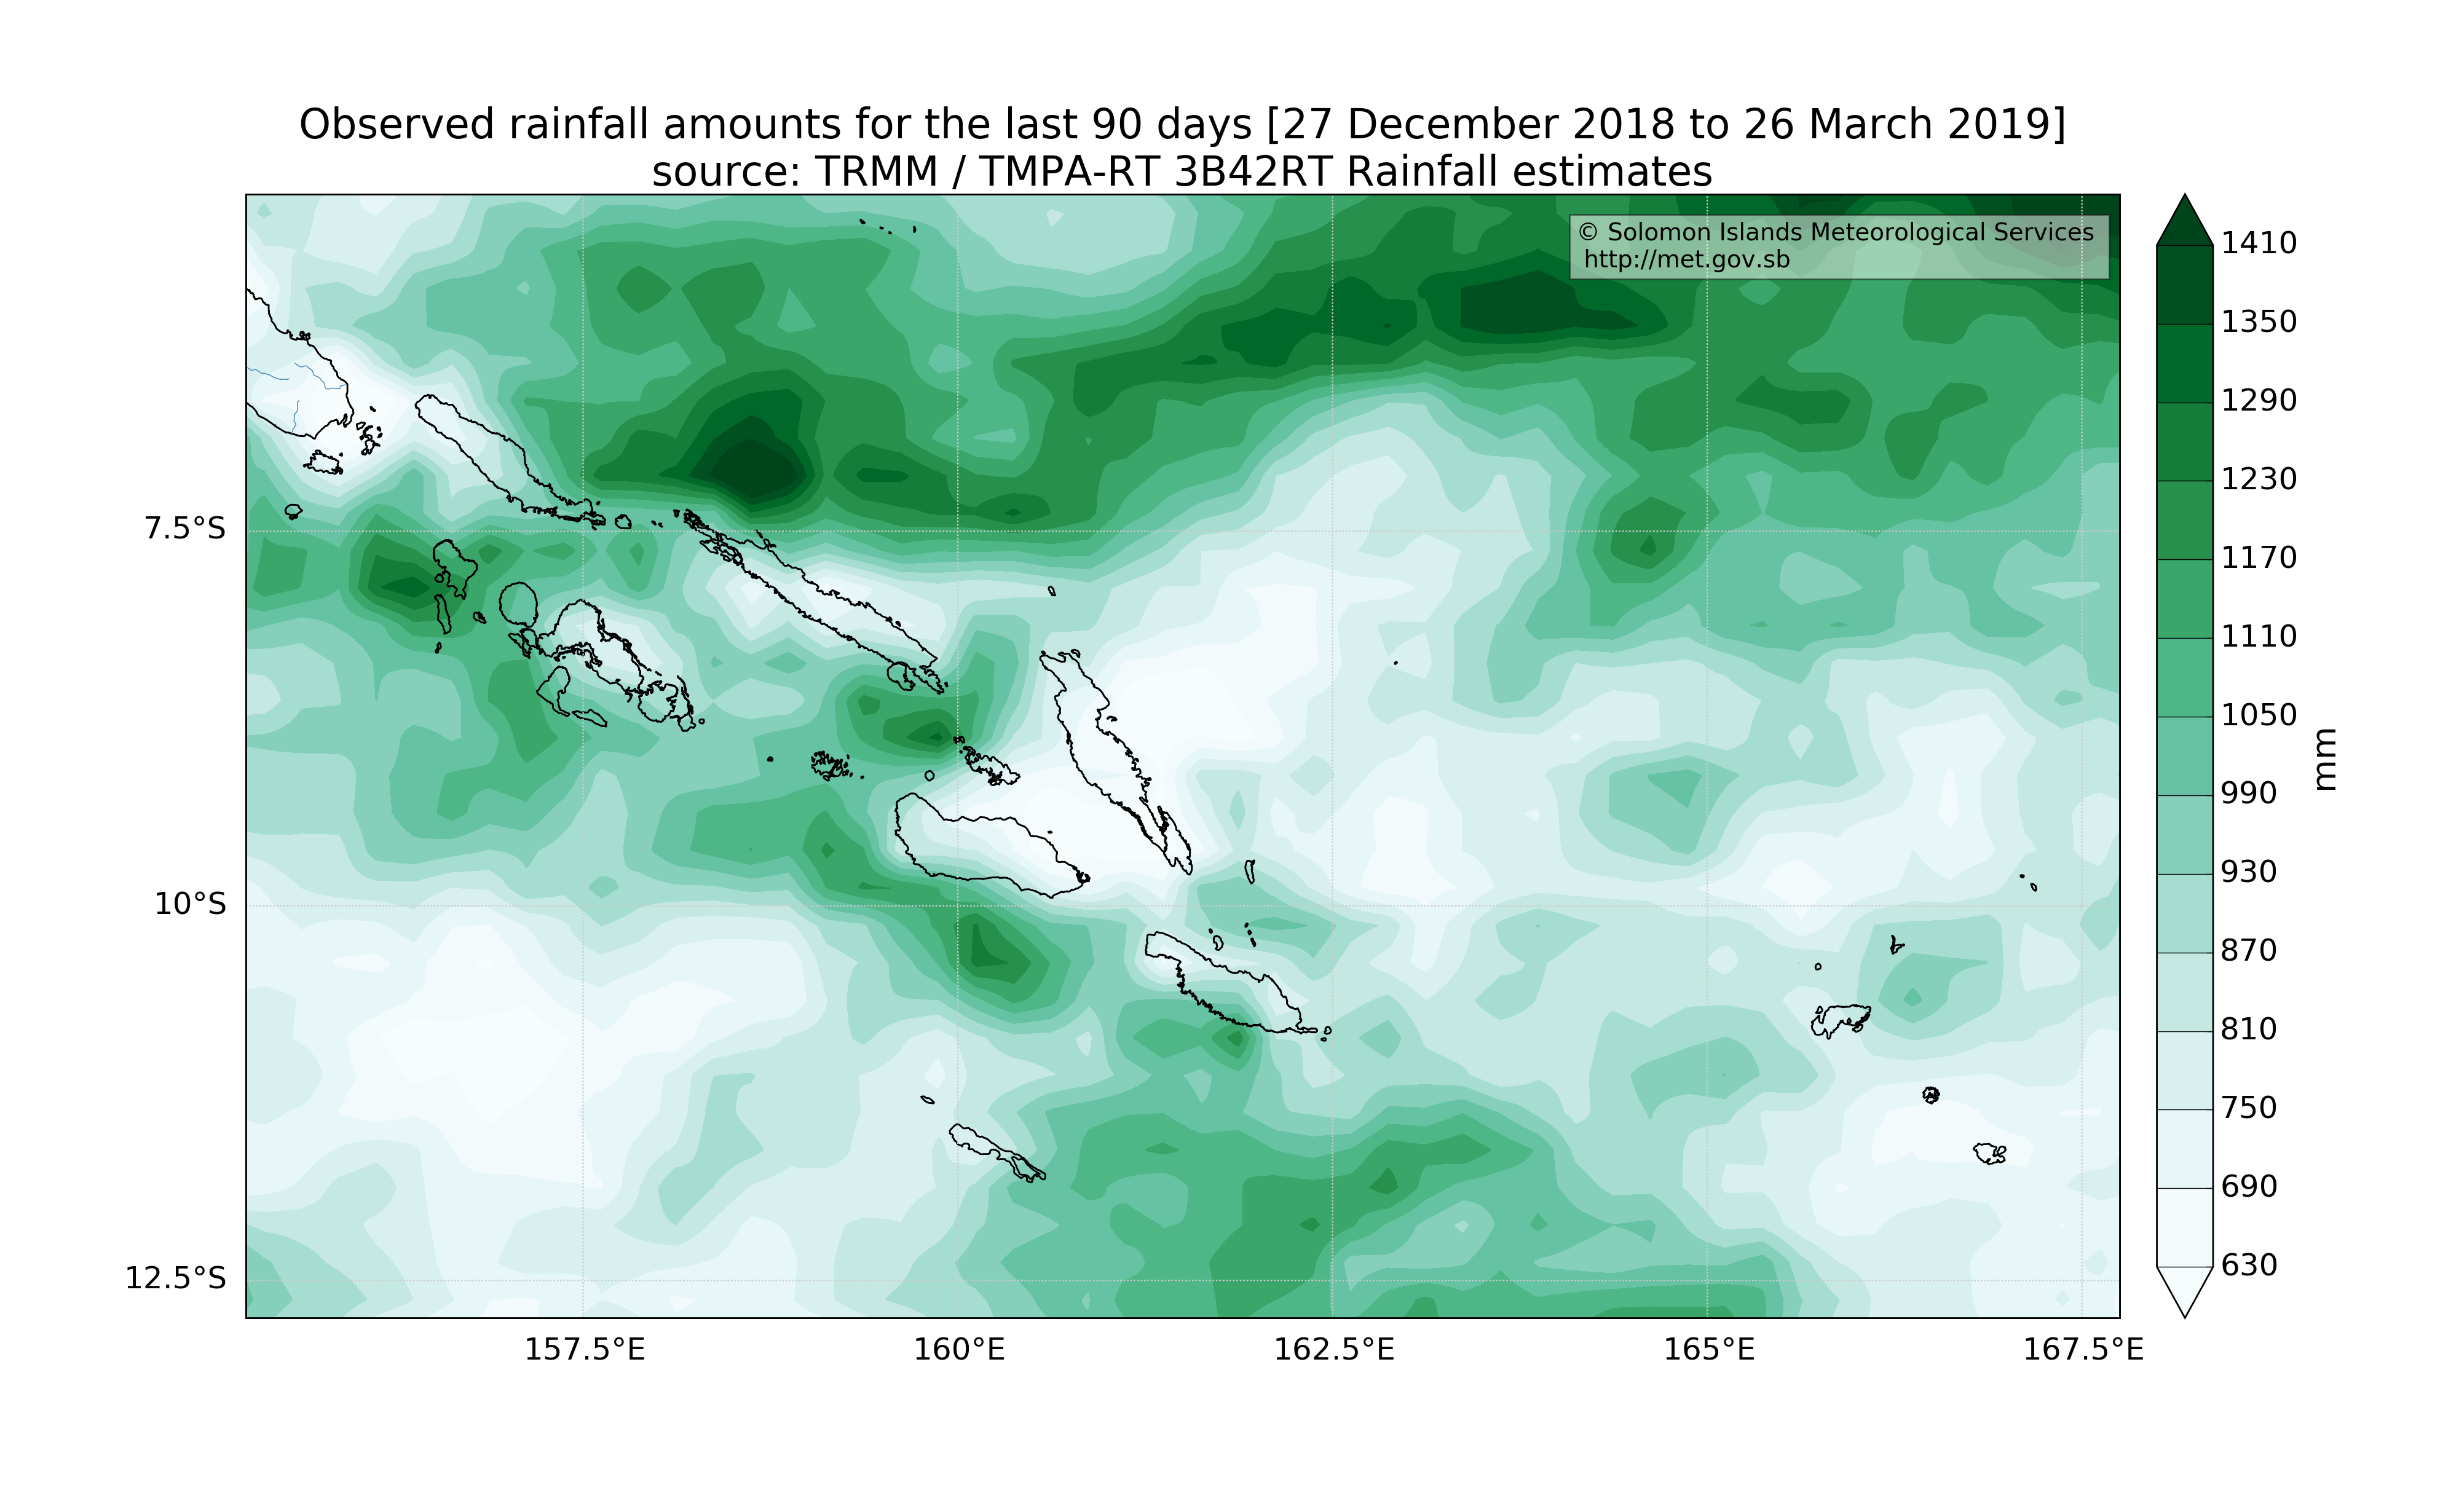 Observed rainfall amounts for the last 90 days [27 December 2018 to 26 March 2019]
source: TRMM / TMPA-RT 3B42RT Rainfall estimates
© Solomon Islands Meteorological Services
http://met.gov.sb
7.5°S
10°S
12.5°S
157.5°E
160°E
162.5°E
165°E
167.5°E
1410
1350
1290
1230
1170
1110
1050
990
930
870
810
750
690
630
mm